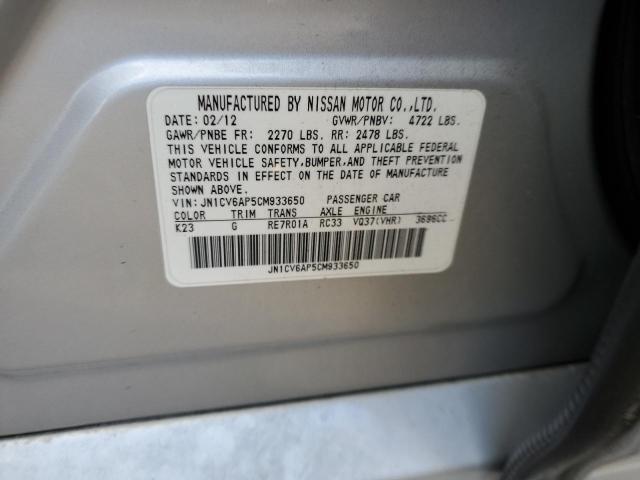 MANUFACTURED BY NISSAN MOTOR CO.,LTD.
DATE: 02/12 GVWR/PNBV: 4722 LBS.
GAWR/PNBE FR: 2270 LBS. RR: 2478 LBS.
THIS VEHICLE CONFORMS TO ALL APPLICABLE FEDERAL
MOTOR VEHICLE SAFETY,BUMPER,AND THEFT PREVENTION
STANDARDS IN EFFECT ON THE DATE OF MANUFACTURE
SHOWN ABOVE.
VIN: JN1CV6AP5CM933650 PASSENGER CAR
COLOR TRIM TRANS AXLE ENGINE
K23 G RE7R01A RC33 VQ37(VHR) 3696CC
JN1CV6AP5CM933650